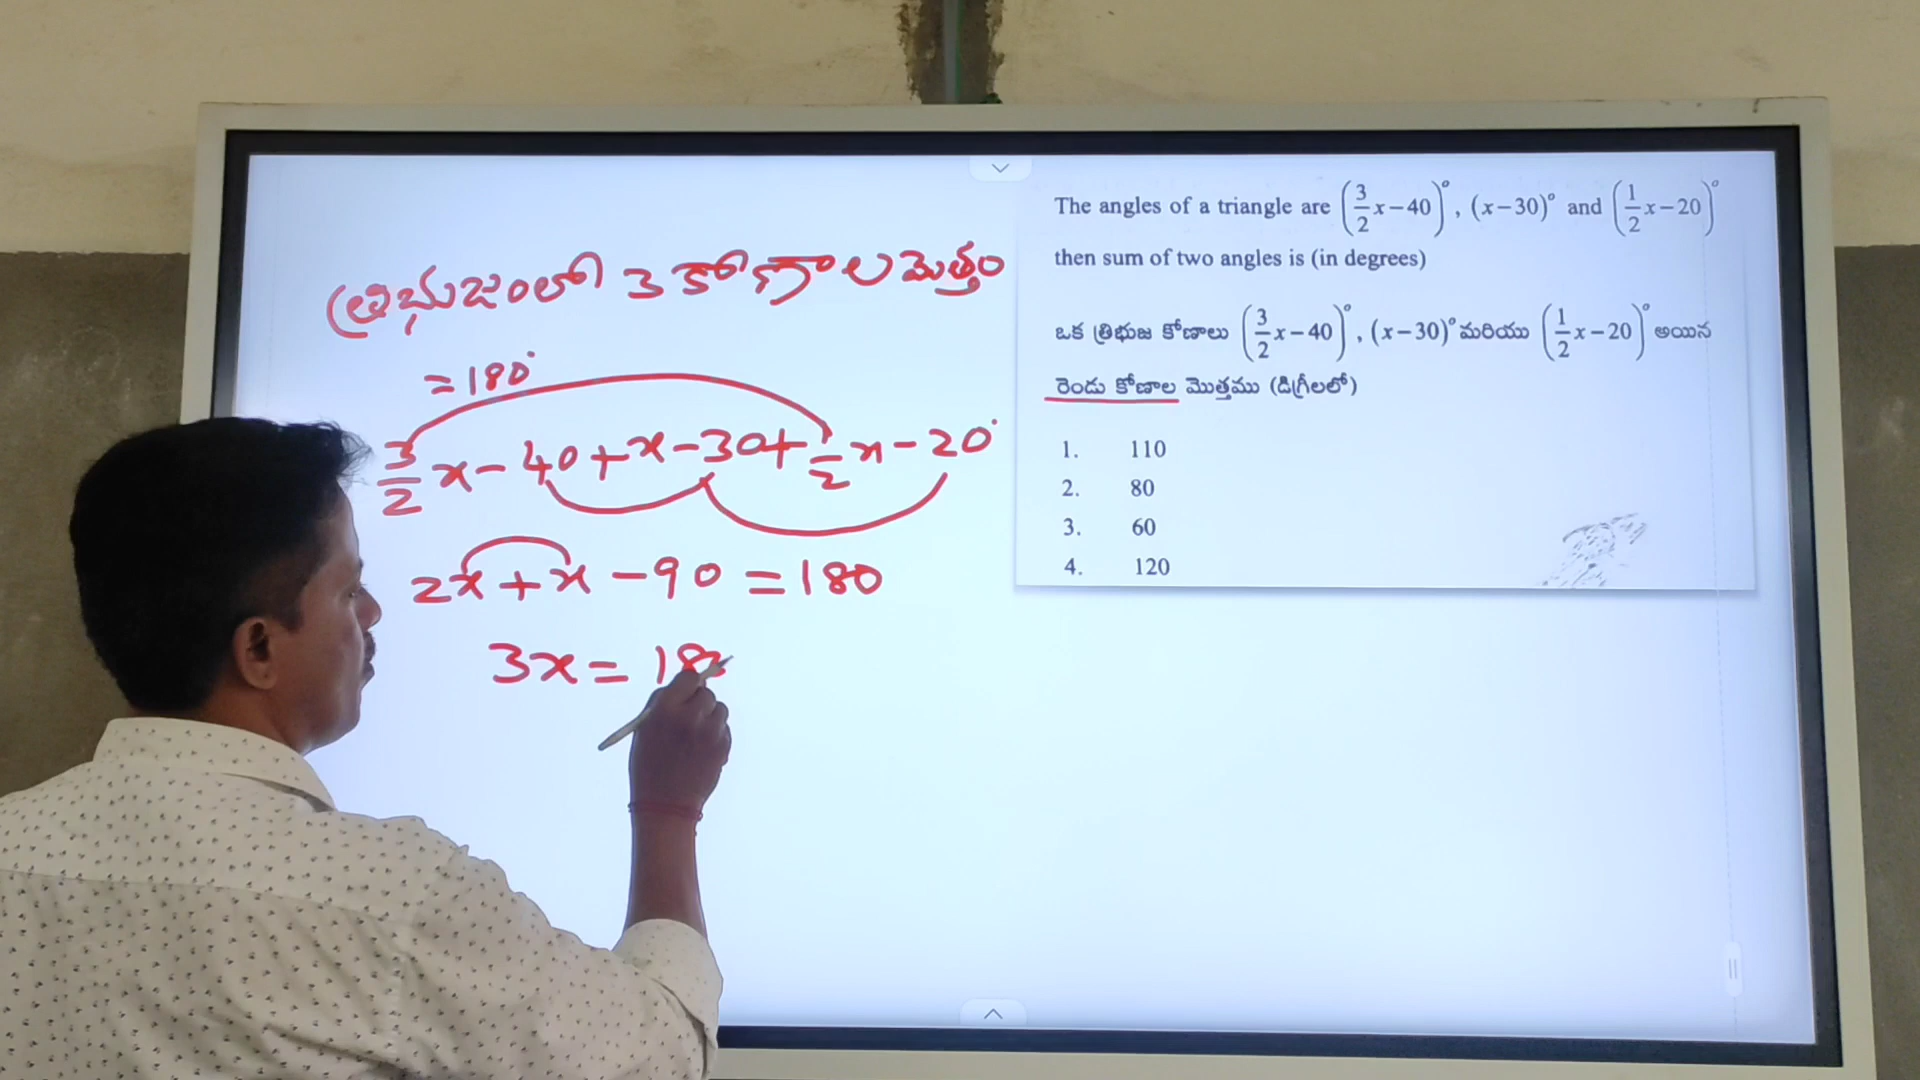 త్రిభుజంలో 3 కోణాల మొత్తం
= 180°
3/2 x - 40 + x - 30 + 1/2 x - 20°
2x + x - 90 = 180
3x = 18
The angles of a triangle are (3/2 x-40)°, (x-30)° and (1/2 x-20)°
then sum of two angles is (in degrees)
ఒక త్రిభుజ కోణాలు (3/2 x-40)°, (x-30)° మరియు (1/2 x-20)° అయిన
రెండు కోణాల మొత్తము (డిగ్రీలలో)
1. 110
2. 80
3. 60
4. 120